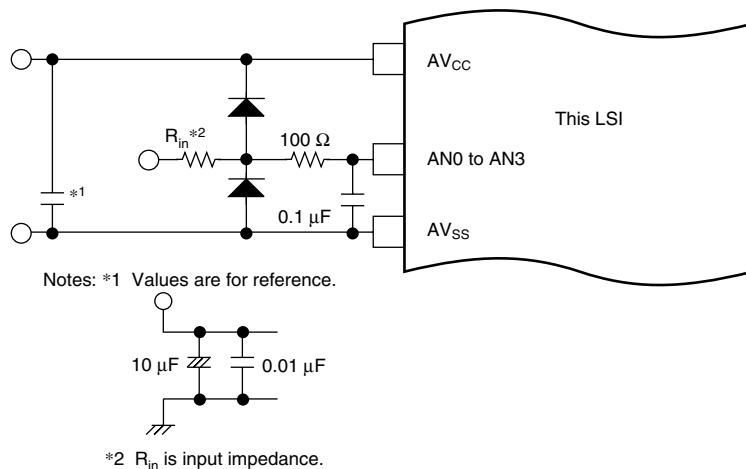 AVCC
This LSI
Rin*2
100 Ω
AN0 to AN3
*1
0.1 μF
AVSS
Notes: *1 Values are for reference.
10 μF
0.01 μF
*2 Rin is input impedance.